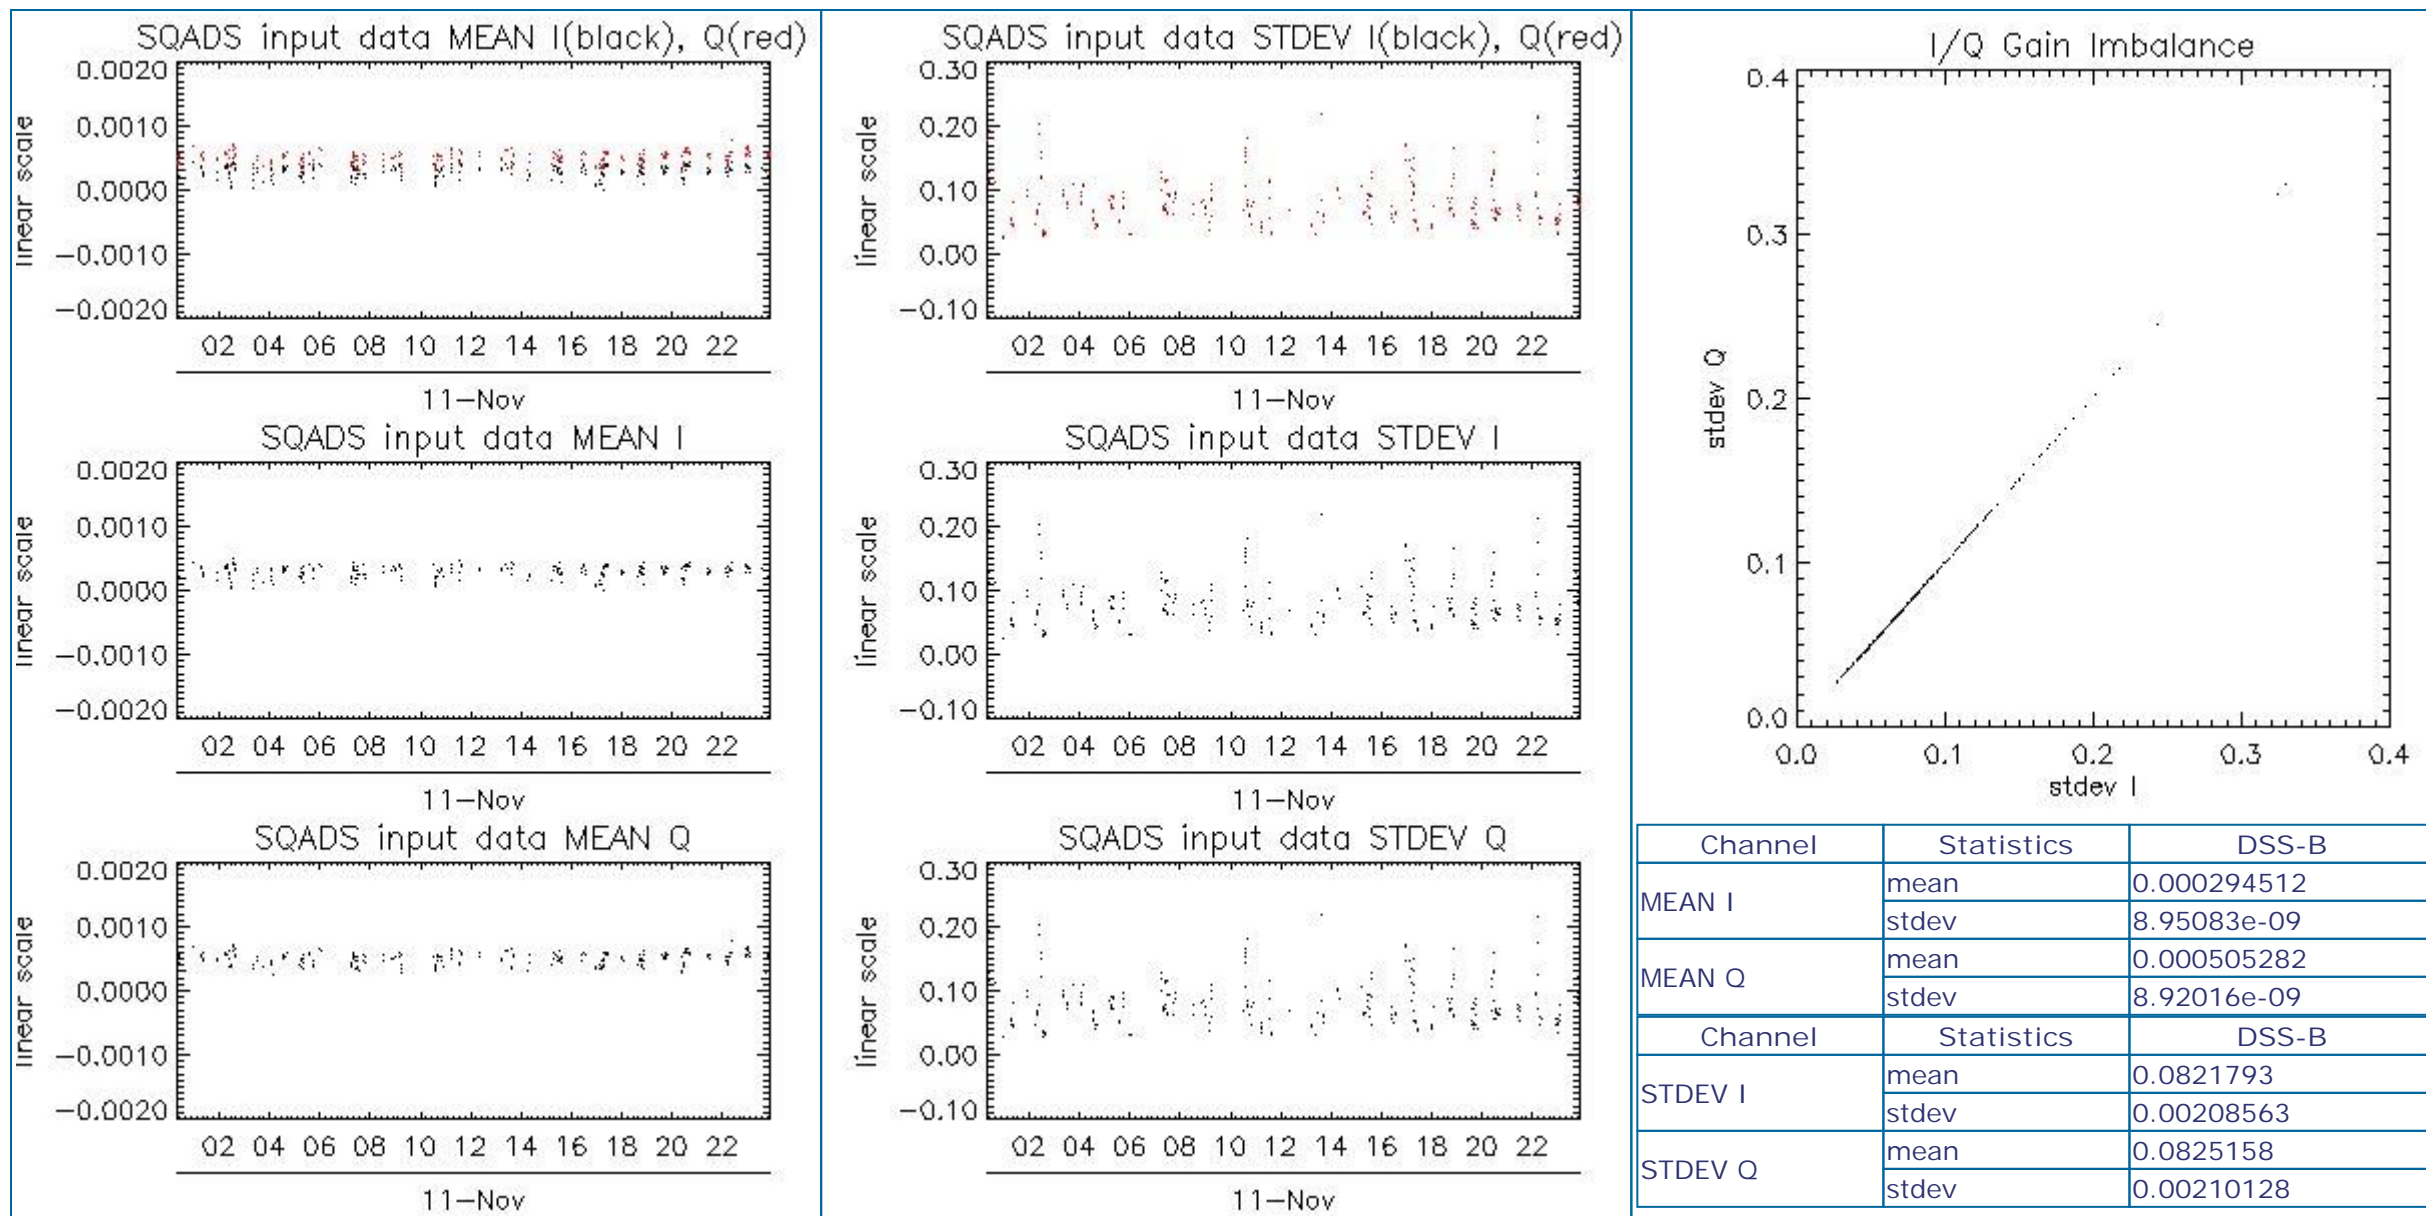 SQADS input data MEAN I(black), Q(red)
0.0020
0.0010
0.0000
−0.0010
−0.0020
linear scale
02 04 06 08 10 12 14 16 18 20 22
11−Nov
SQADS input data MEAN I
0.0020
0.0010
0.0000
−0.0010
−0.0020
linear scale
02 04 06 08 10 12 14 16 18 20 22
11−Nov
SQADS input data MEAN Q
0.0020
0.0010
0.0000
−0.0010
−0.0020
linear scale
02 04 06 08 10 12 14 16 18 20 22
11−Nov
SQADS input data STDEV I(black), Q(red)
0.30
0.20
0.10
0.00
−0.10
linear scale
02 04 06 08 10 12 14 16 18 20 22
11−Nov
SQADS input data STDEV I
0.30
0.20
0.10
0.00
−0.10
linear scale
02 04 06 08 10 12 14 16 18 20 22
11−Nov
SQADS input data STDEV Q
0.30
0.20
0.10
0.00
−0.10
linear scale
02 04 06 08 10 12 14 16 18 20 22
11−Nov
I/Q Gain Imbalance
0.4
0.3
0.2
0.1
0.0
stdev Q
0.0 0.1 0.2 0.3 0.4
stdev I
Channel Statistics DSS-B
MEAN I mean 0.000294512
stdev 8.95083e-09
MEAN Q mean 0.000505282
stdev 8.92016e-09
Channel Statistics DSS-B
STDEV I mean 0.0821793
stdev 0.00208563
STDEV Q mean 0.0825158
stdev 0.00210128